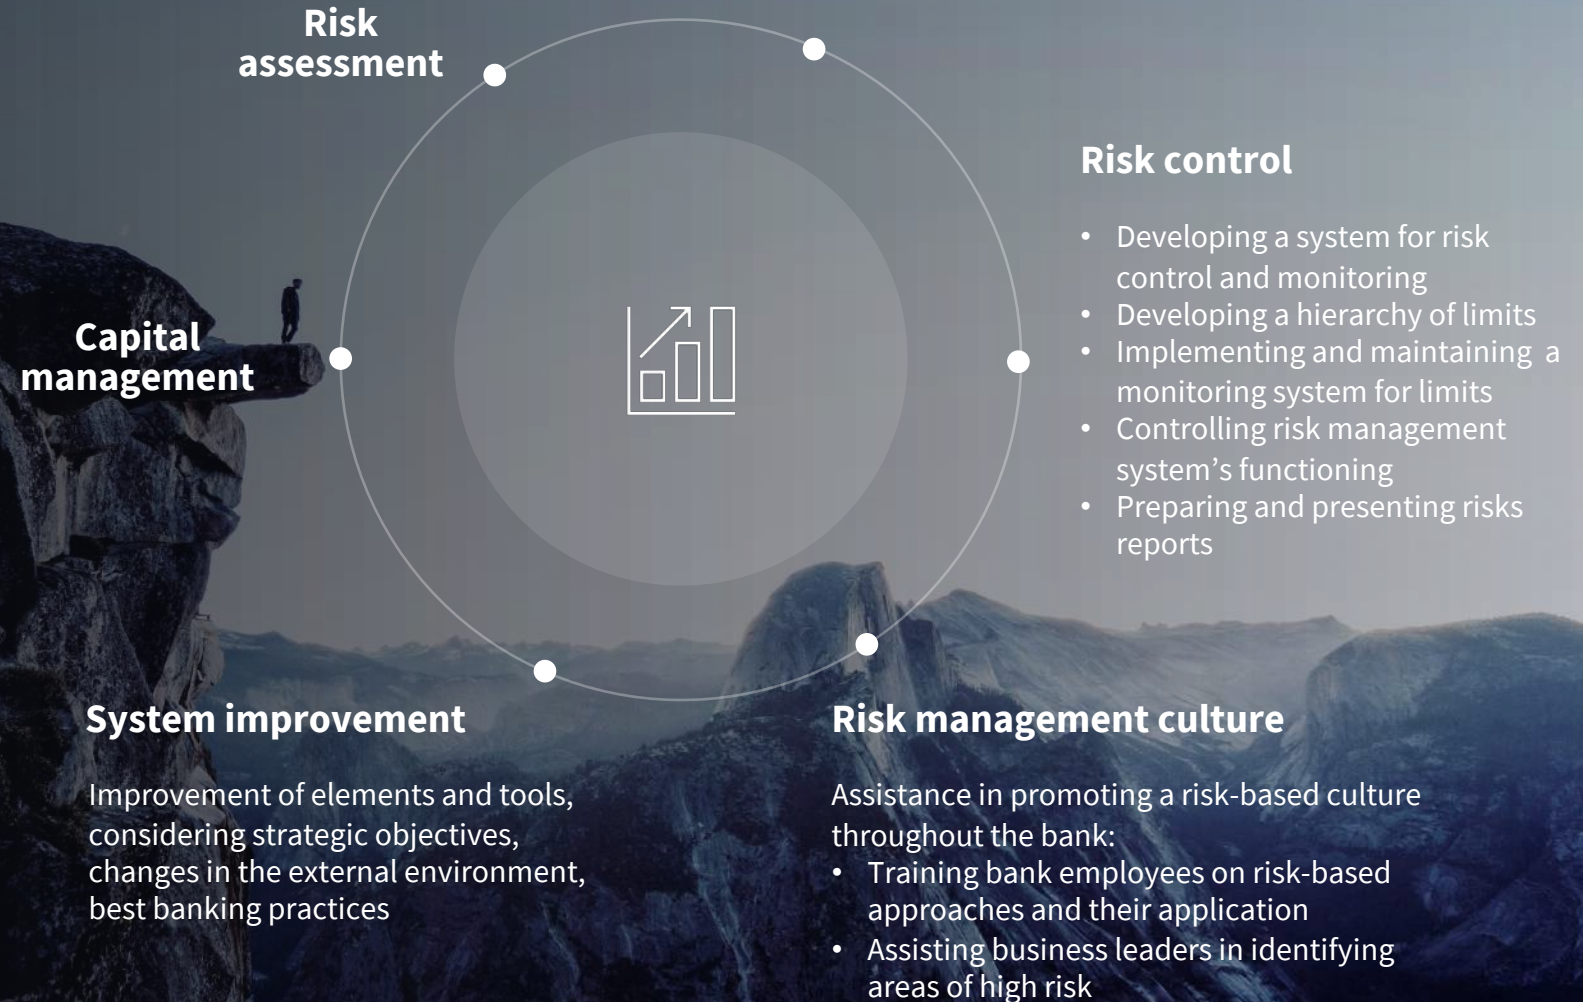 Risk
assessment
Capital
management
Risk control
• Developing a system for risk
control and monitoring
• Developing a hierarchy of limits
• Implementing and maintaining a
monitoring system for limits
• Controlling risk management
system’s functioning
• Preparing and presenting risks
reports
System improvement
Improvement of elements and tools,
considering strategic objectives,
changes in the external environment,
best banking practices
Risk management culture
Assistance in promoting a risk-based culture
throughout the bank:
• Training bank employees on risk-based
approaches and their application
• Assisting business leaders in identifying
areas of high risk